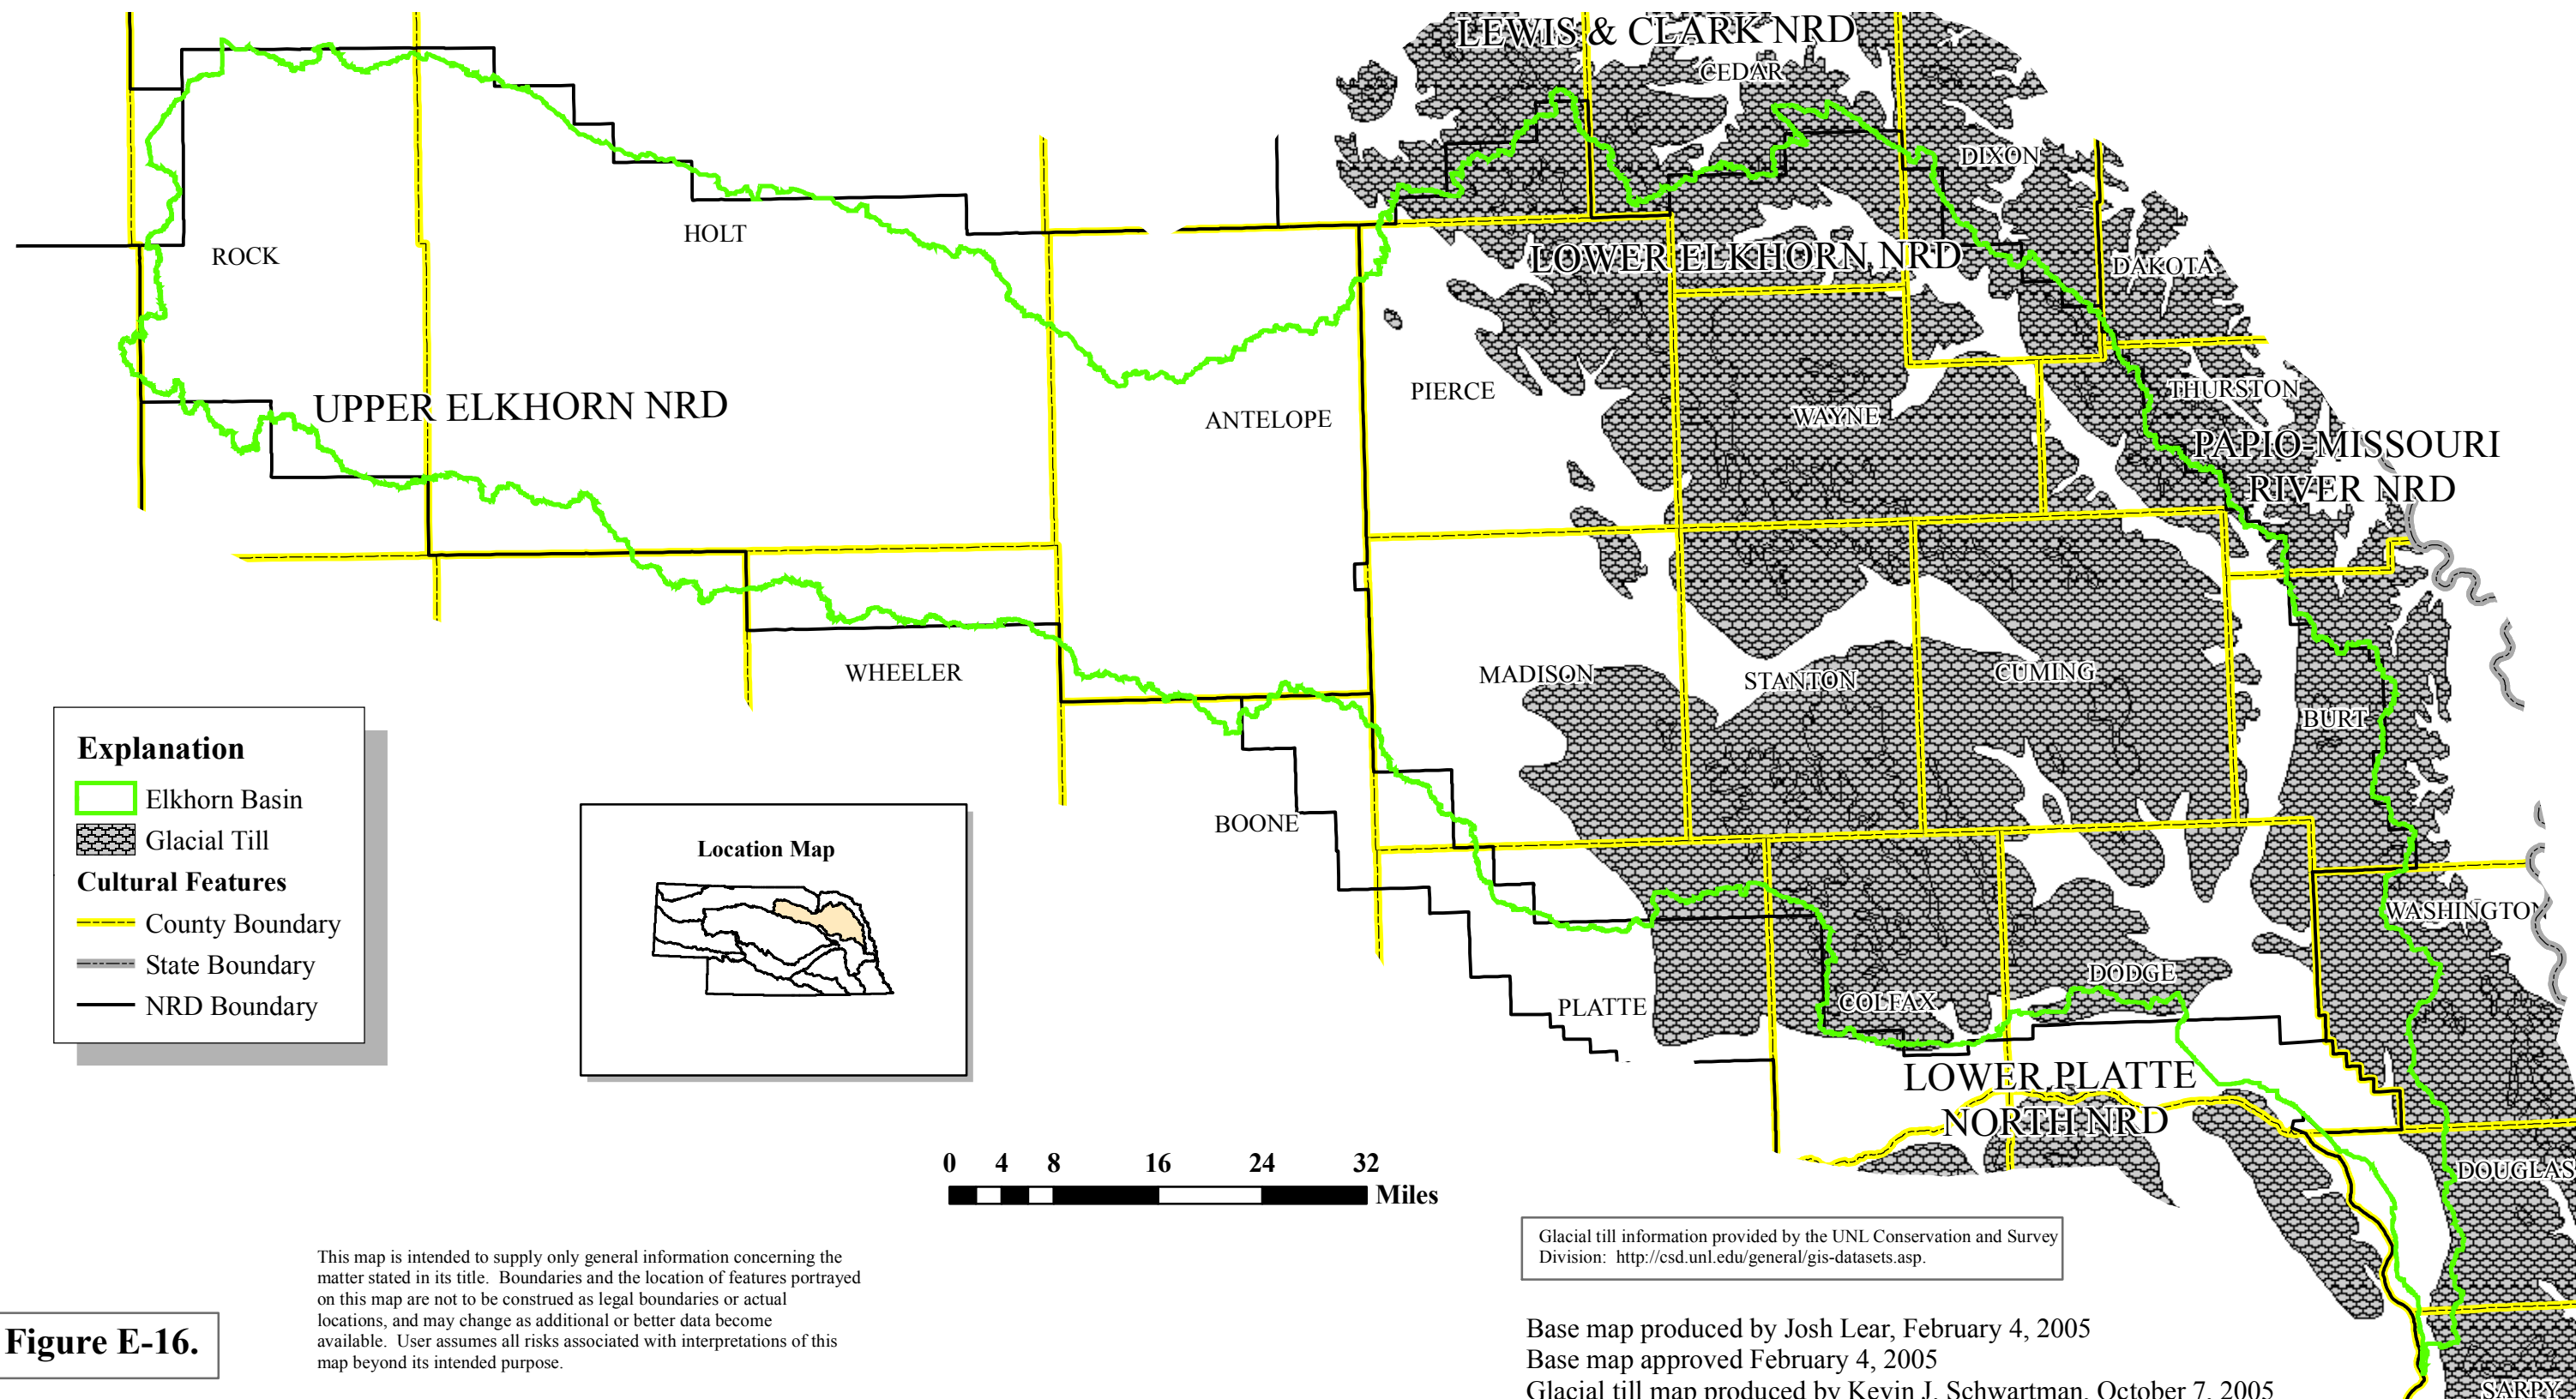 LEWIS & CLARK NRD
CEDAR
DIXON
ROCK
HOLT
LOWER ELKHORN NRD
DAKOTA
UPPER ELKHORN NRD
ANTELOPE
PIERCE
WAYNE
THURSTON
PAPIO-MISSOURI
RIVER NRD
WHEELER
MADISON
STANTON
CUMING
BURT
BOONE
WASHINGTON
DODGE
PLATTE
COLFAX
LOWER PLATTE
NORTH NRD
DOUGLAS
SARPY
Explanation
Elkhorn Basin
Glacial Till
Cultural Features
County Boundary
State Boundary
NRD Boundary
Location Map
0 4 8 16 24 32
Miles
Glacial till information provided by the UNL Conservation and Survey
Division: http://csd.unl.edu/general/gis-datasets.asp.
This map is intended to supply only general information concerning the
matter stated in its title. Boundaries and the location of features portrayed
on this map are not to be construed as legal boundaries or actual
locations, and may change as additional or better data become
available. User assumes all risks associated with interpretations of this
map beyond its intended purpose.
Figure E-16.
Base map produced by Josh Lear, February 4, 2005
Base map approved February 4, 2005
Glacial till map produced by Kevin J. Schwartman, October 7, 2005